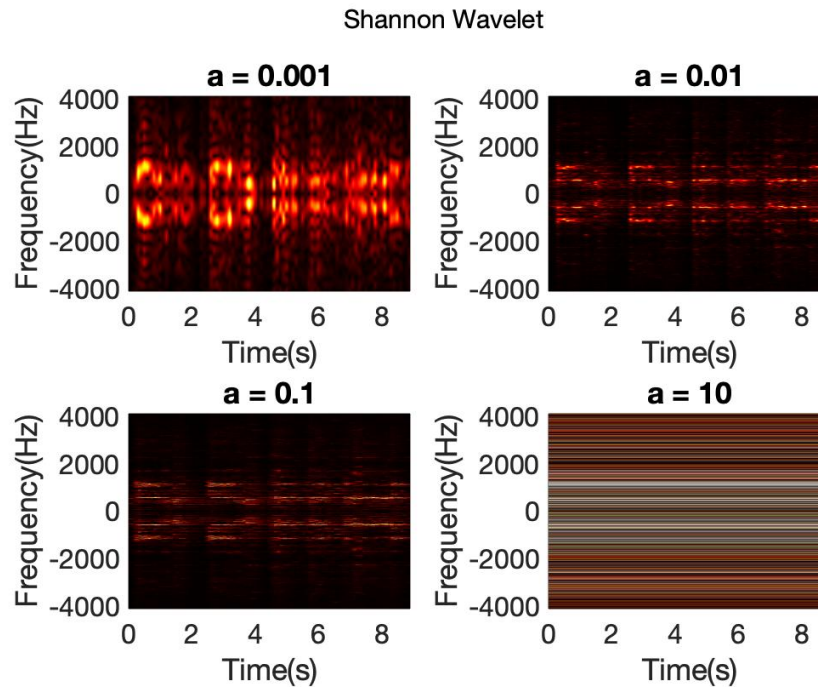 Shannon Wavelet
a = 0.001
4000
2000
0
-2000
-4000
Frequency(Hz)
0 2 4 6 8
Time(s)
a = 0.01
4000
2000
0
-2000
-4000
Frequency(Hz)
0 2 4 6 8
Time(s)
a = 0.1
4000
2000
0
-2000
-4000
Frequency(Hz)
0 2 4 6 8
Time(s)
a = 10
4000
2000
0
-2000
-4000
Frequency(Hz)
0 2 4 6 8
Time(s)